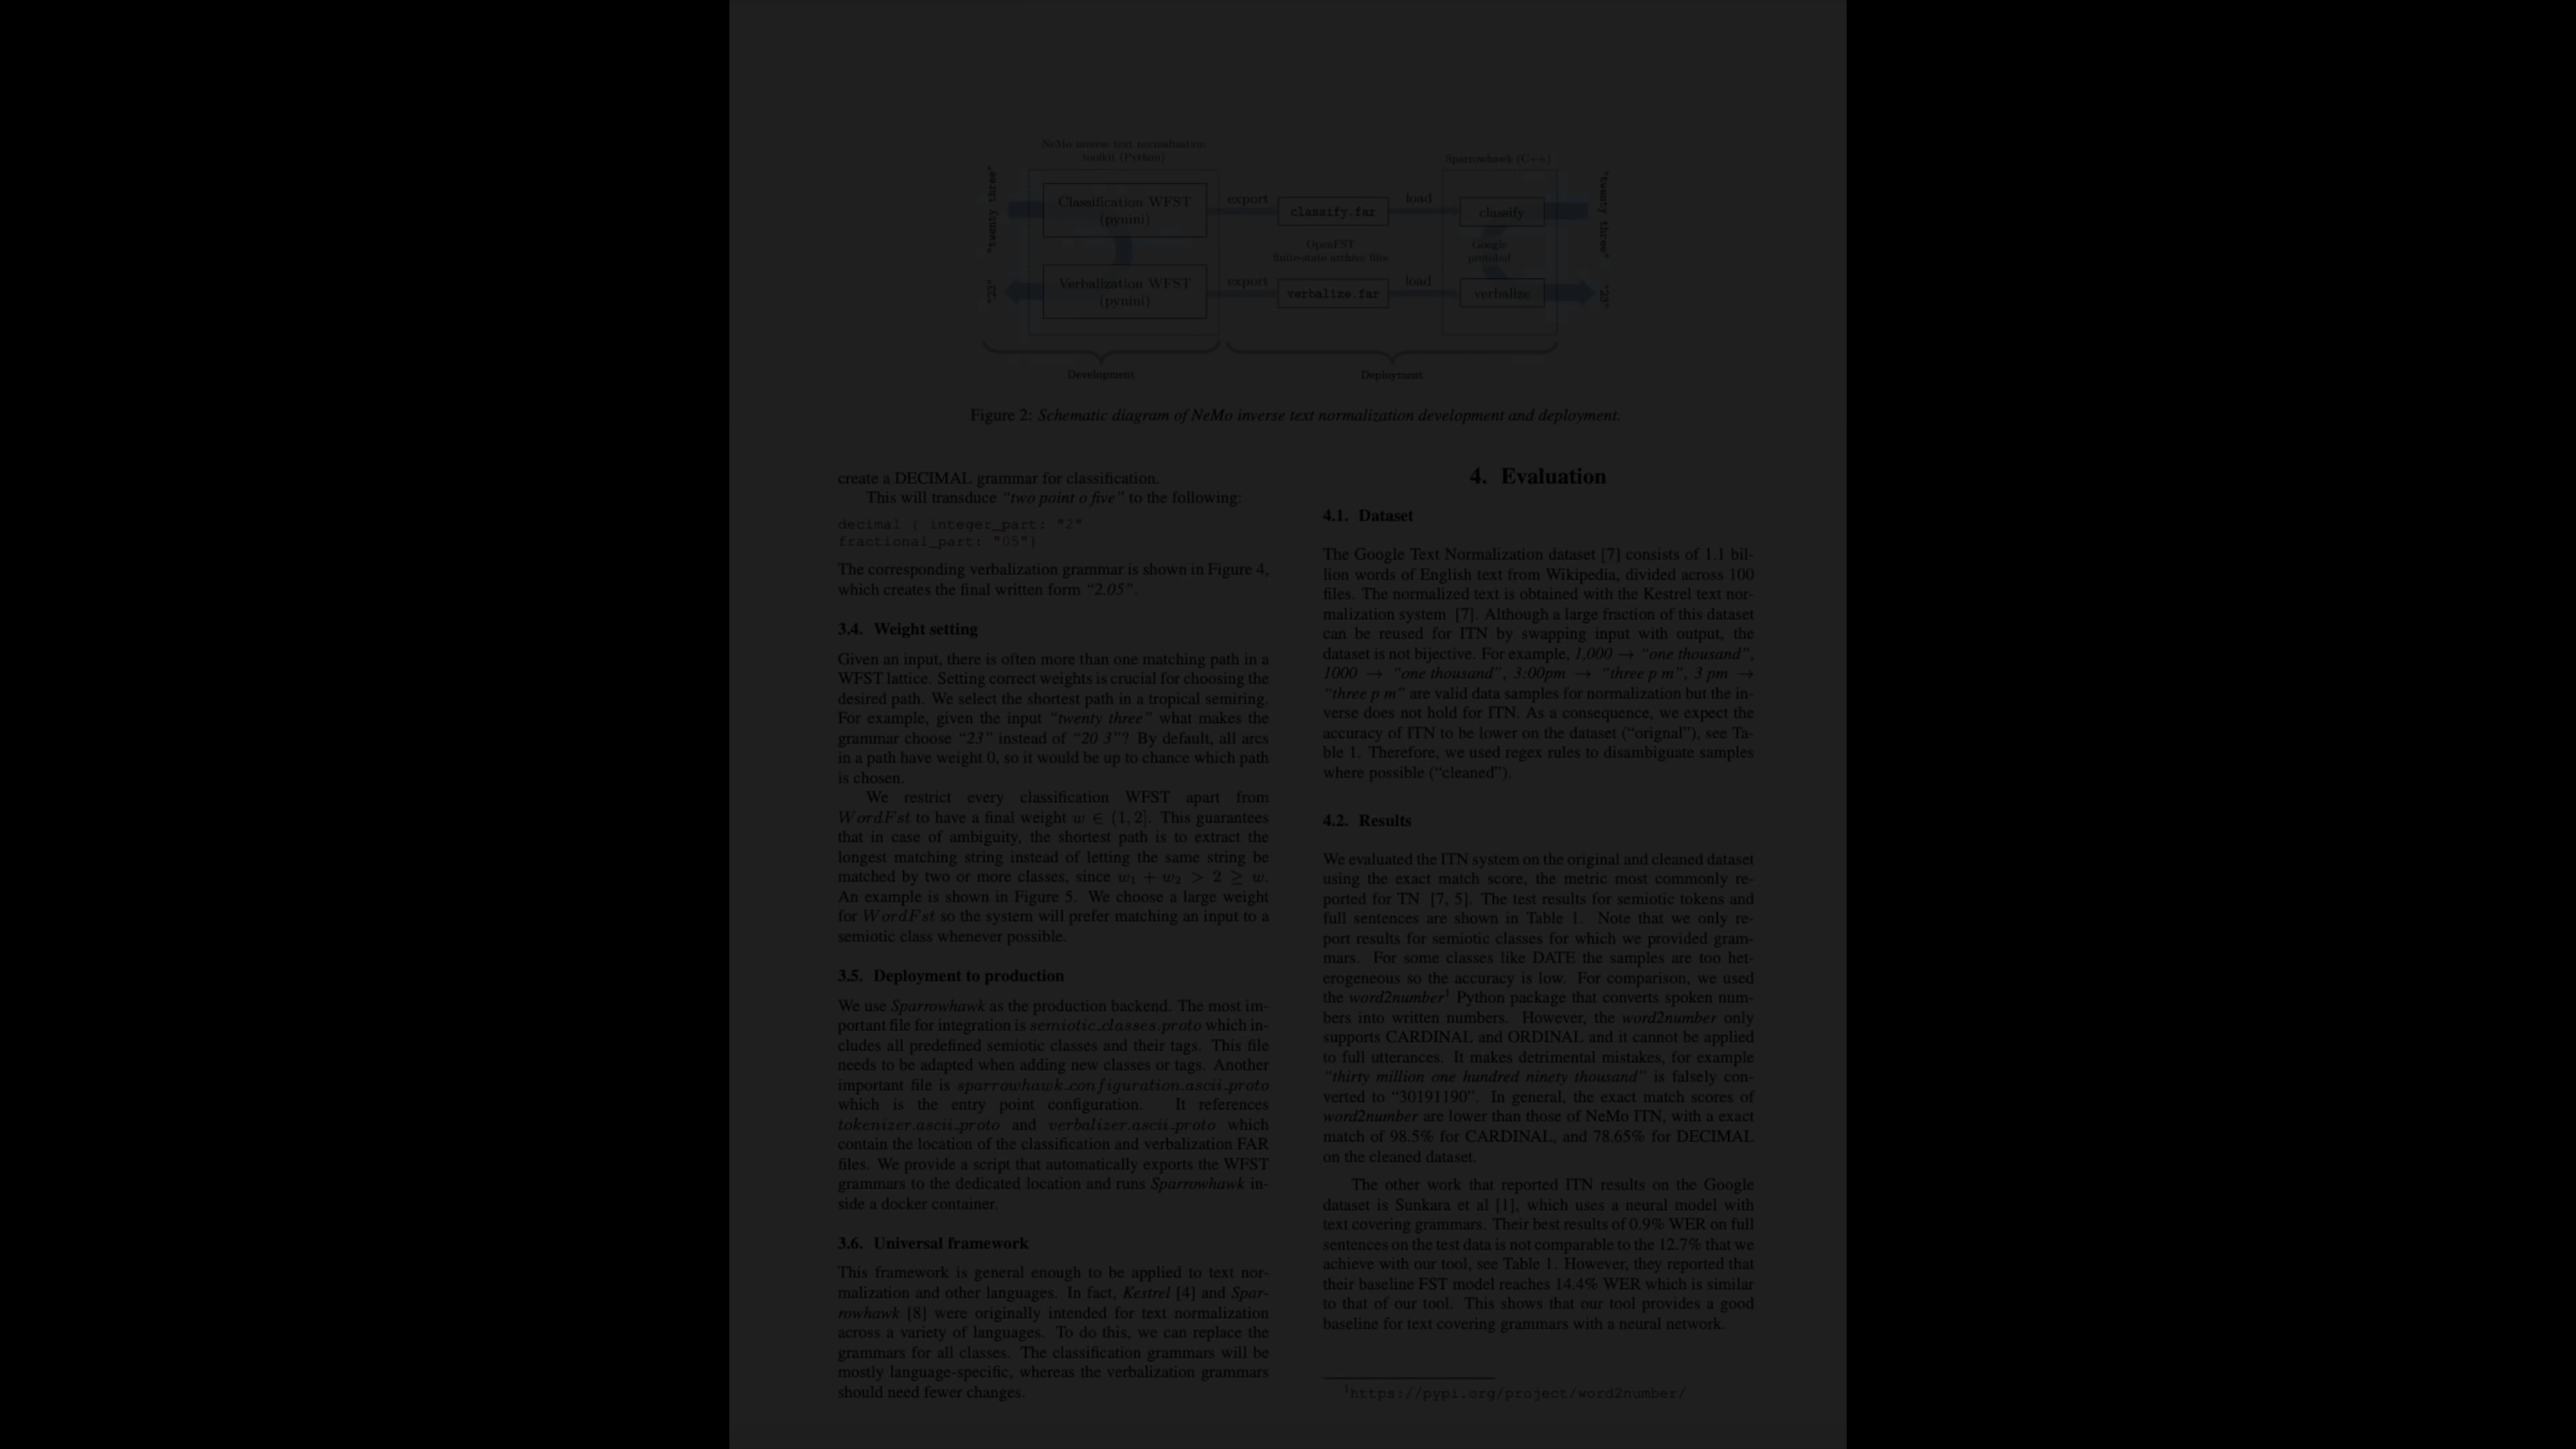 NeMo inverse text normalization
toolkit (Python)
Sparrowhawk (C++)
"twenty three"
Classification WFST
(pynini)
export
classify.far
load
classify
"twenty three"
OpenFST
finite-state archive files
Google
protobuf
"23"
Verbalization WFST
(pynini)
export
verbalize.far
load
verbalize
"23"
Development
Deployment
Figure 2: Schematic diagram of NeMo inverse text normalization development and deployment.
create a DECIMAL grammar for classification.
This will transduce “two point o five” to the following:
decimal { integer_part: "2"
fractional_part: "05"}
The corresponding verbalization grammar is shown in Figure 4,
which creates the final written form “2.05”.
3.4. Weight setting
Given an input, there is often more than one matching path in a
WFST lattice. Setting correct weights is crucial for choosing the
desired path. We select the shortest path in a tropical semiring.
For example, given the input “twenty three” what makes the
grammar choose “23” instead of “20 3”? By default, all arcs
in a path have weight 0, so it would be up to chance which path
is chosen.
We restrict every classification WFST apart from
WordFst to have a final weight w ∈ (1, 2]. This guarantees
that in case of ambiguity, the shortest path is to extract the
longest matching string instead of letting the same string be
matched by two or more classes, since w₁ + w₂ > 2 ≥ w.
An example is shown in Figure 5. We choose a large weight
for WordFst so the system will prefer matching an input to a
semiotic class whenever possible.
3.5. Deployment to production
We use Sparrowhawk as the production backend. The most im-
portant file for integration is semiotic_classes.proto which in-
cludes all predefined semiotic classes and their tags. This file
needs to be adapted when adding new classes or tags. Another
important file is sparrowhawk_configuration.ascii_proto
which is the entry point configuration. It references
tokenizer.ascii_proto and verbalizer.ascii_proto which
contain the location of the classification and verbalization FAR
files. We provide a script that automatically exports the WFST
grammars to the dedicated location and runs Sparrowhawk in-
side a docker container.
3.6. Universal framework
This framework is general enough to be applied to text nor-
malization and other languages. In fact, Kestrel [4] and Spar-
rowhawk [8] were originally intended for text normalization
across a variety of languages. To do this, we can replace the
grammars for all classes. The classification grammars will be
mostly language-specific, whereas the verbalization grammars
should need fewer changes.
4. Evaluation
4.1. Dataset
The Google Text Normalization dataset [7] consists of 1.1 bil-
lion words of English text from Wikipedia, divided across 100
files. The normalized text is obtained with the Kestrel text nor-
malization system [7]. Although a large fraction of this dataset
can be reused for ITN by swapping input with output, the
dataset is not bijective. For example, 1,000 → “one thousand”,
1000 → “one thousand”, 3:00pm → “three p m”, 3 pm →
“three p m” are valid data samples for normalization but the in-
verse does not hold for ITN. As a consequence, we expect the
accuracy of ITN to be lower on the dataset (“orignal”), see Ta-
ble 1. Therefore, we used regex rules to disambiguate samples
where possible (“cleaned”).
4.2. Results
We evaluated the ITN system on the original and cleaned dataset
using the exact match score, the metric most commonly re-
ported for TN [7, 5]. The test results for semiotic tokens and
full sentences are shown in Table 1. Note that we only re-
port results for semiotic classes for which we provided gram-
mars. For some classes like DATE the samples are too het-
erogeneous so the accuracy is low. For comparison, we used
the word2number¹ Python package that converts spoken num-
bers into written numbers. However, the word2number only
supports CARDINAL and ORDINAL and it cannot be applied
to full utterances. It makes detrimental mistakes, for example
“thirty million one hundred ninety thousand” is falsely con-
verted to “30191190”. In general, the exact match scores of
word2number are lower than those of NeMo ITN, with a exact
match of 98.5% for CARDINAL, and 78.65% for DECIMAL
on the cleaned dataset.
The other work that reported ITN results on the Google
dataset is Sunkara et al [1], which uses a neural model with
text covering grammars. Their best results of 0.9% WER on full
sentences on the test data is not comparable to the 12.7% that we
achieve with our tool, see Table 1. However, they reported that
their baseline FST model reaches 14.4% WER which is similar
to that of our tool. This shows that our tool provides a good
baseline for text covering grammars with a neural network.
¹https://pypi.org/project/word2number/